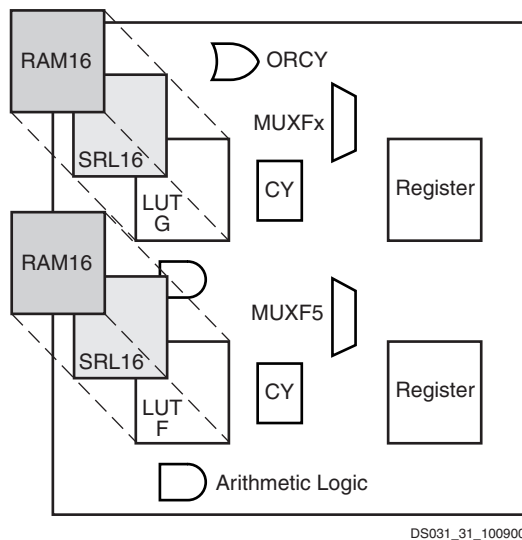 RAM16
ORCY
MUXFx
SRL16
LUT
G
CY
Register
RAM16
MUXF5
SRL16
LUT
F
CY
Register
Arithmetic Logic
DS031_31_100900